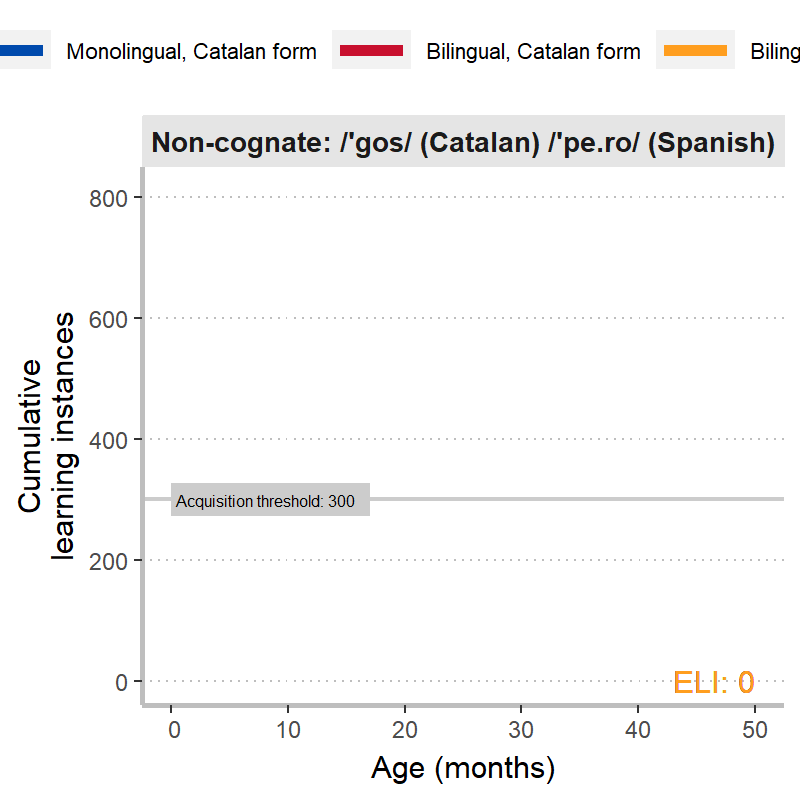 Monolingual, Catalan form Bilingual, Catalan form
Non-cognate: /'gos/ (Catalan) /'pe.ro/ (Spanish)
Cumulative
learning instances
800
600
400
200
0
Acquisition threshold: 300
ELI: 0
0 10 20 30 40 50
Age (months)